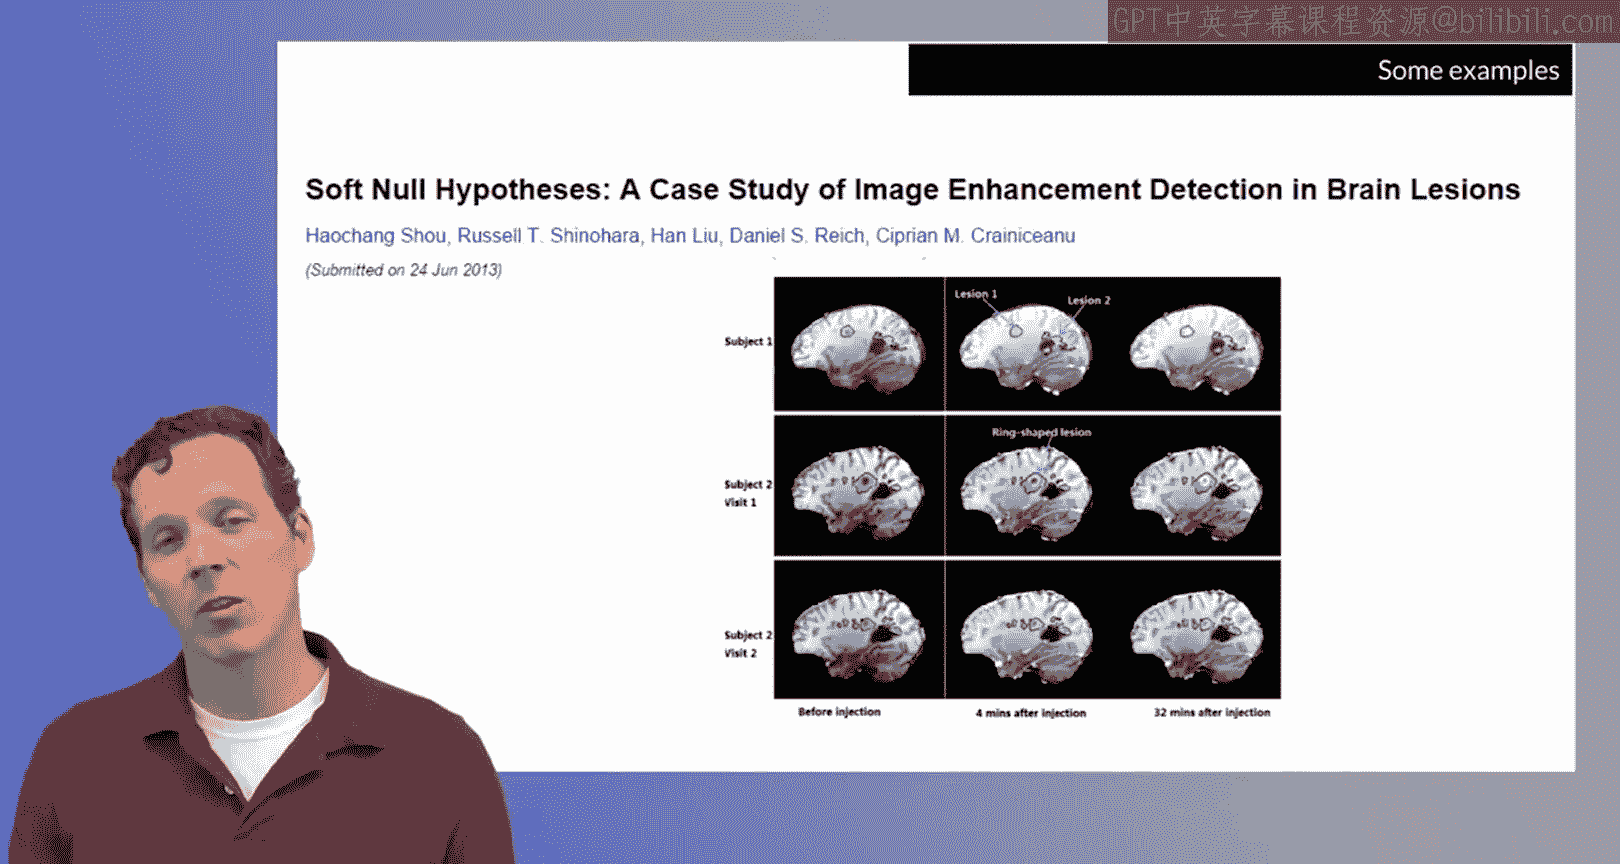 GPT中英字幕课程资源@bilibili.com
Some examples
Soft Null Hypotheses: A Case Study of Image Enhancement Detection in Brain Lesions
Haochang Shou, Russell T. Shinohara, Han Liu, Daniel S. Reich, Ciprian M. Crainiceanu
(Submitted on 24 Jun 2013)
Lesion 1
Lesion 2
Subject 1
Ring-shaped lesion
Subject 2
Visit 1
Subject 2
Visit 2
Before injection
4 mins after injection
32 mins after injection